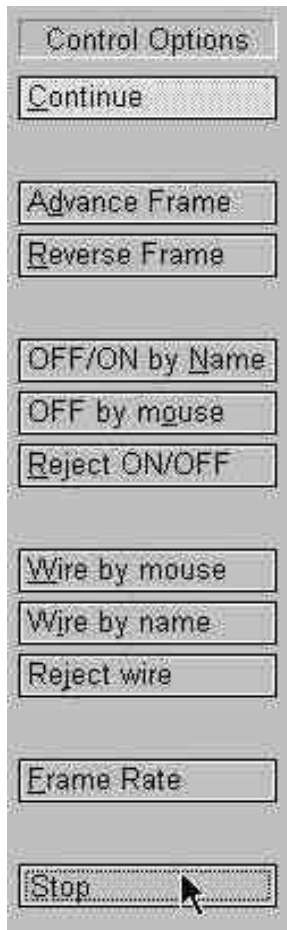 Control Options
Continue
Advance Frame
Reverse Frame
OFF/ON by Name
OFF by mouse
Reject ON/OFF
Wire by mouse
Wire by name
Reject wire
Frame Rate
Stop